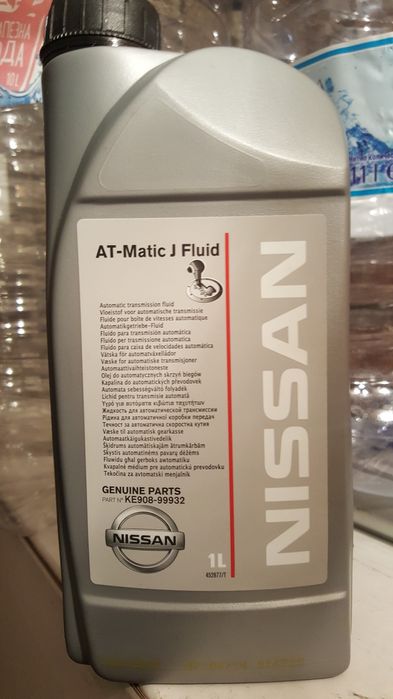 AT-Matic J Fluid
Automatic transmission fluid
Vloeistof voor automatische transmissie
Fluide pour boîte de vitesses automatique
Automatikgetriebe-Fluid
Fluido para transmisión automática
Fluido per trasmissione automatica
Fluido para caixa de velocidades automática
Vätska för automatväxellådor
Væske for automatiske transmisjoner
Automaattivaihteistoneste
Olej do automatycznych skrzyń biegów
Kapalina do automatických převodovek
Automata sebességváltó folyadék
Lichid pentru transmisie automată
Υγρό για αυτόματα κιβώτια ταχυτήτων
Жидкость для автоматической трансмиссии
Рідина для автоматичної коробки передач
Течност за автоматична скоростна кутия
Væske til automatisk gearkasse
Automaatkäigukastivedelik
Šķidrums automātiskajām ātrumkārbām
Skystis automatinėms pavarų dėžėms
Fluwidu għal gerboks awtomatiku
Kvapalné médium pre automatickú prevodovku
Tekočina za avtomatski menjalnik
GENUINE PARTS
PART Nº KE908-99932
NISSAN
1L
452677/T
NISSAN
10л